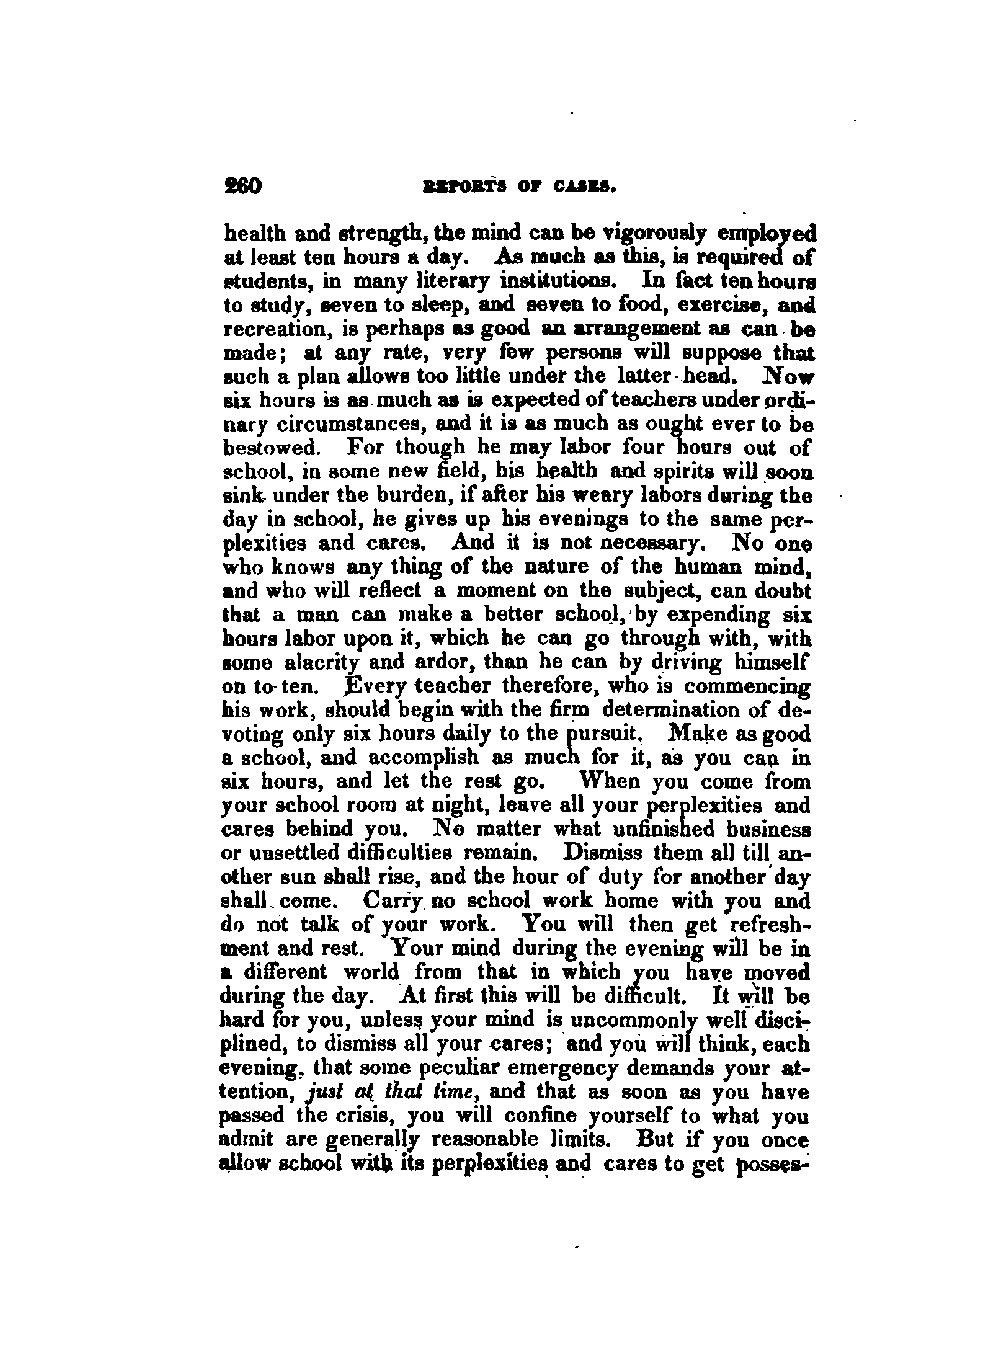 260 REPORTS OF CASES.
health and strength, the mind can be vigorously employed
at least ten hours a day. As much as this, is required of
students, in many literary institutions. In fact ten hours
to study, seven to sleep, and seven to food, exercise, and
recreation, is perhaps as good an arrangement as can be
made; at any rate, very few persons will suppose that
such a plan allows too little under the latter head. Now
six hours is as much as is expected of teachers under ordi-
nary circumstances, and it is as much as ought ever to be
bestowed. For though he may labor four hours out of
school, in some new field, his health and spirits will soon
sink under the burden, if after his weary labors during the
day in school, he gives up his evenings to the same per-
plexities and cares. And it is not necessary. No one
who knows any thing of the nature of the human mind,
and who will reflect a moment on the subject, can doubt
that a man can make a better school, by expending six
hours labor upon it, which he can go through with, with
some alacrity and ardor, than he can by driving himself
on to ten. Every teacher therefore, who is commencing
his work, should begin with the firm determination of de-
voting only six hours daily to the pursuit. Make as good
a school, and accomplish as much for it, as you can in
six hours, and let the rest go. When you come from
your school room at night, leave all your perplexities and
cares behind you. No matter what unfinished business
or unsettled difficulties remain. Dismiss them all till an-
other sun shall rise, and the hour of duty for another day
shall come. Carry no school work home with you and
do not talk of your work. You will then get refresh-
ment and rest. Your mind during the evening will be in
a different world from that in which you have moved
during the day. At first this will be difficult. It will be
hard for you, unless your mind is uncommonly well disci-
plined, to dismiss all your cares; and you will think, each
evening, that some peculiar emergency demands your at-
tention, just at that time, and that as soon as you have
passed the crisis, you will confine yourself to what you
admit are generally reasonable limits. But if you once
allow school with its perplexities and cares to get posses-